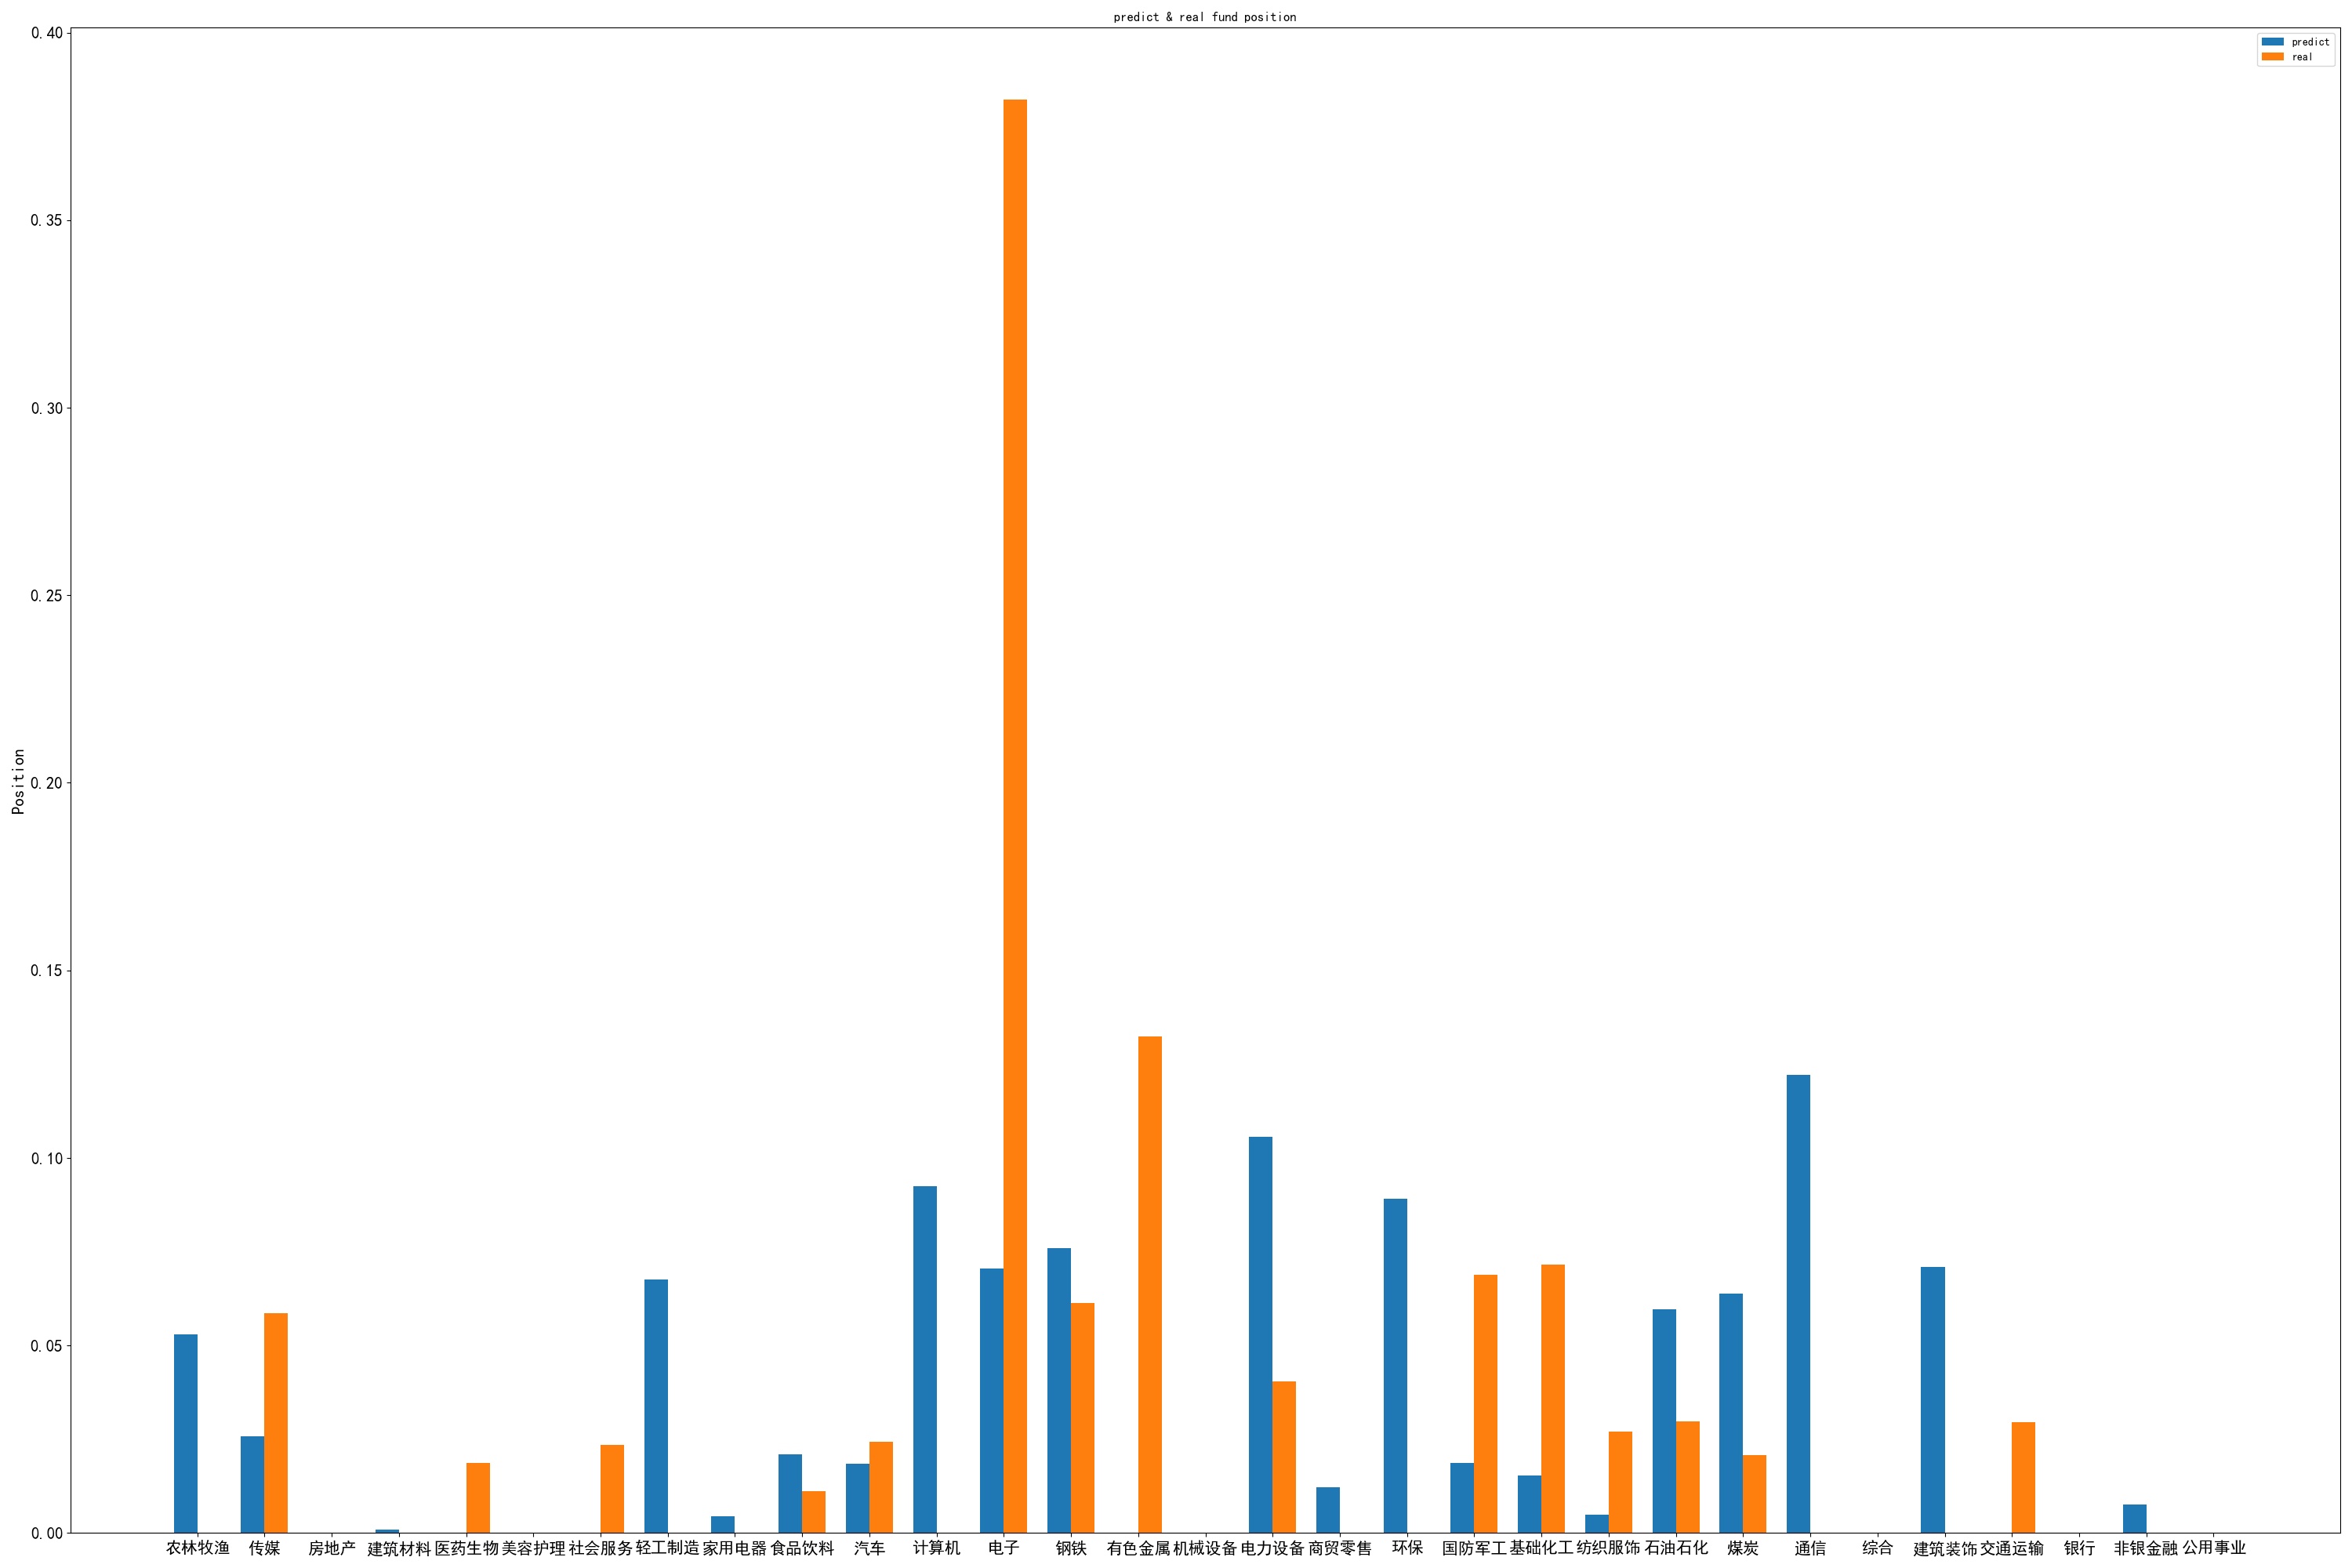 predict & real fund position
predict
real
0.40
0.35
0.30
0.25
0.20
0.15
0.10
0.05
0.00
Position
农林牧渔 传媒 房地产 建筑材料 医药生物 美容护理 社会服务 轻工制造 家用电器 食品饮料 汽车 计算机 电子 钢铁 有色金属 机械设备 电力设备 商贸零售 环保 国防军工 基础化工 纺织服饰 石油石化 煤炭 通信 综合 建筑装饰 交通运输 银行 非银金融 公用事业